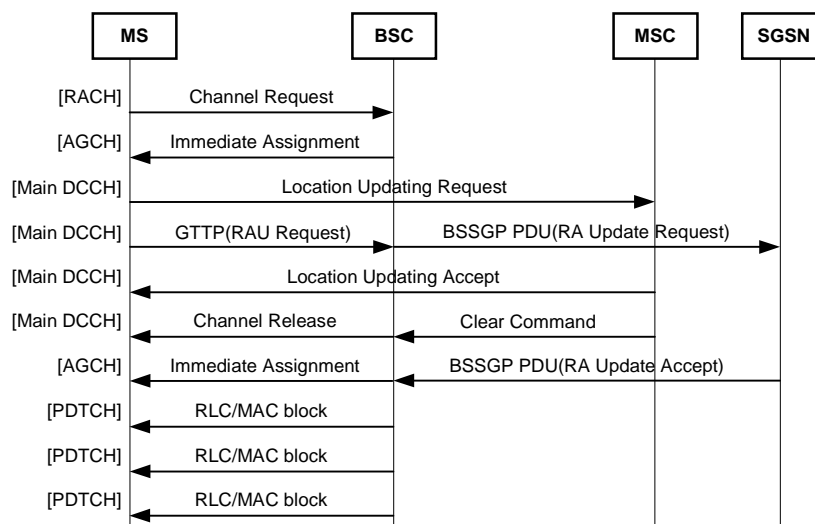 MS BSC MSC SGSN
[RACH] Channel Request
[AGCH] Immediate Assignment
[Main DCCH] Location Updating Request
[Main DCCH] GTTP(RAU Request) BSSGP PDU(RA Update Request)
[Main DCCH] Location Updating Accept
[Main DCCH] Channel Release Clear Command
[AGCH] Immediate Assignment BSSGP PDU(RA Update Accept)
[PDTCH] RLC/MAC block
[PDTCH] RLC/MAC block
[PDTCH] RLC/MAC block